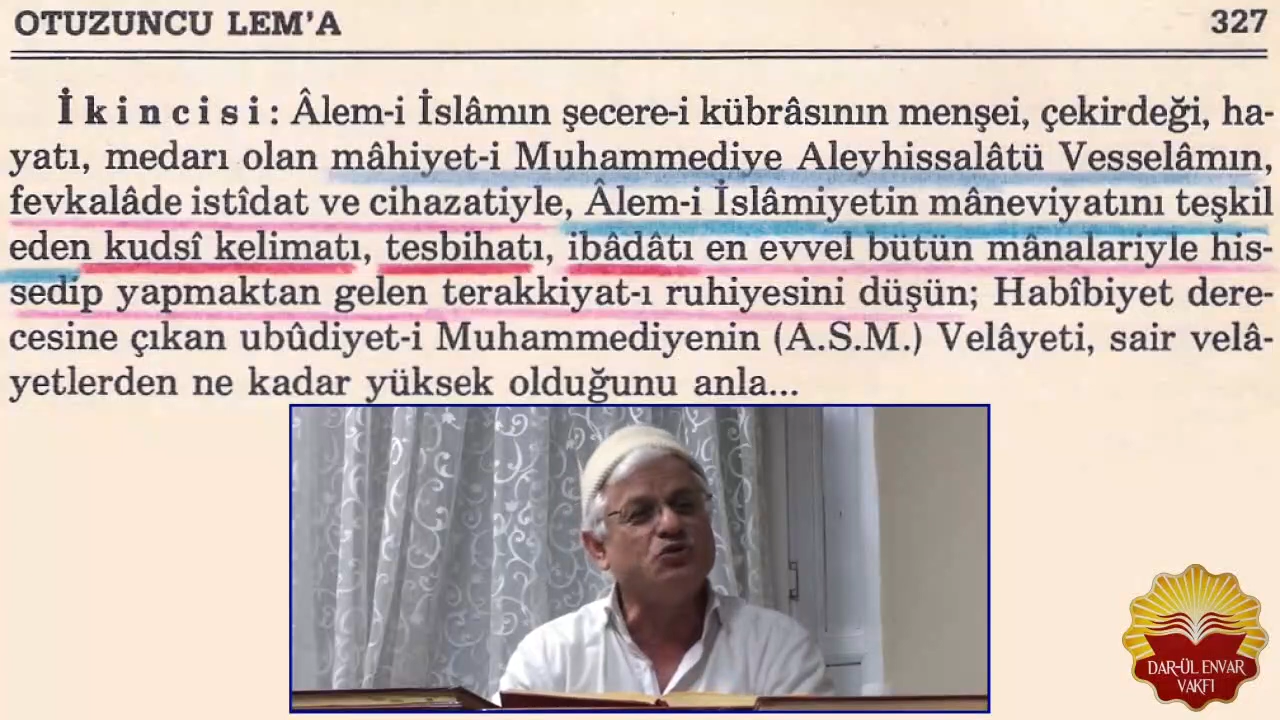 OTUZUNCU LEM'A 327
İkincisi: Âlem-i İslâmın şecere-i kübrâsının menşei, çekirdeği, ha-
yatı, medarı olan mâhiyet-i Muhammediye Aleyhissalâtü Vesselâmın,
fevkalâde istîdat ve cihazatiyle, Âlem-i İslâmiyetin mâneviyatını teşkil
eden kudsî kelimatı, tesbihatı, ibâdâtı en evvel bütün mânalariyle his-
sedip yapmaktan gelen terakkiyat-ı ruhiyesini düşün; Habîbiyet dere-
cesine çıkan ubûdiyet-i Muhammediyenin (A.S.M.) Velâyeti, sair velâ-
yetlerden ne kadar yüksek olduğunu anla...
DAR-ÜL ENVAR
VAKFI